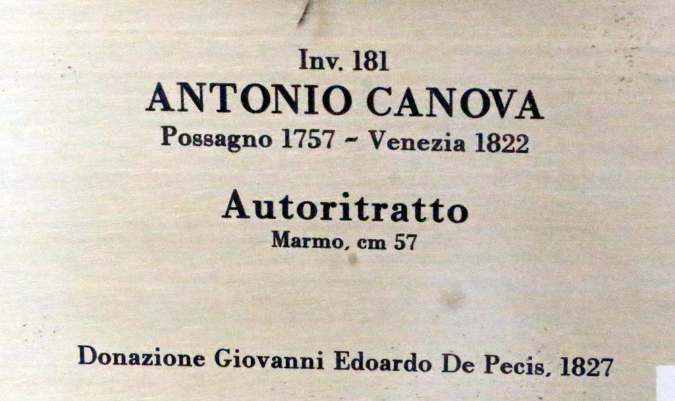 Inv. 181
ANTONIO CANOVA
Possagno 1757 ~ Venezia 1822
Autoritratto
Marmo, cm 57
Donazione Giovanni Edoardo De Pecis, 1827